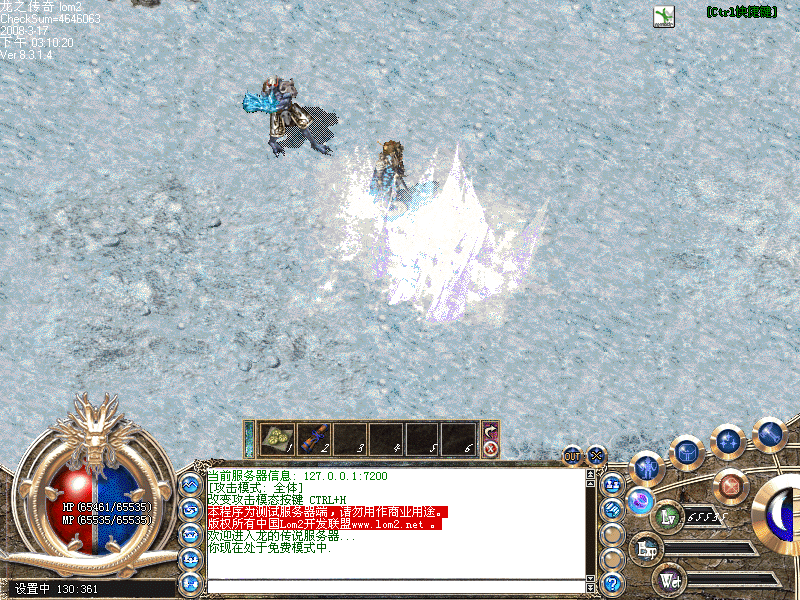 龙之传奇 lom2
CheckSum=4646063
2008-3-17
下午 03:10:20
Ver 8.3.1.4
[Ctrl快捷键]
1 2 3 4 5 6
OUT
当前服务器信息: 127.0.0.1:7200
[攻击模式: 全体]
改变攻击模态按键 CTRL+H
本程序为测试服务器端，请勿用作商业用途。
版权所有中国Lom2开发联盟www.lom2.net 。
欢迎进入龙的传说服务器...
你现在处于免费模式中.
HP (65461/65535)
MP (65535/65535)
Lv 65535
Exp
Wet
设置中 130:361